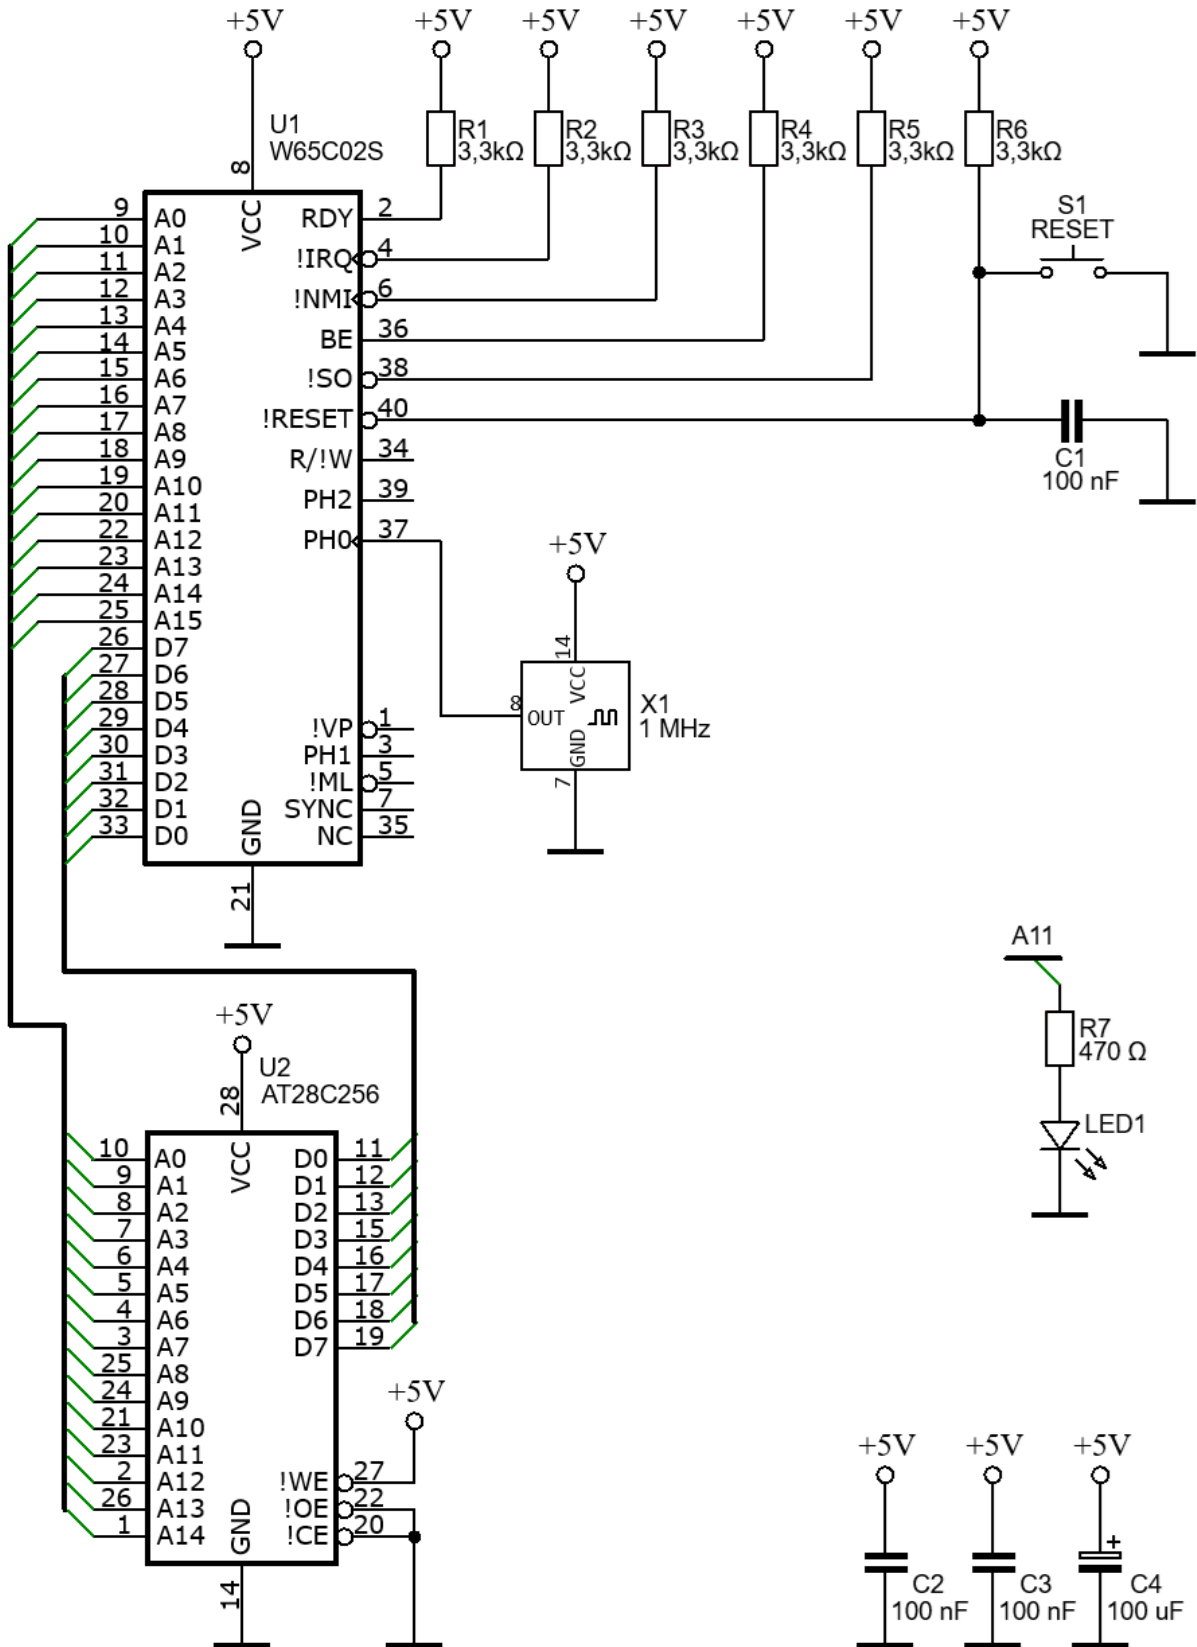 +5V +5V +5V +5V +5V +5V +5V
U1
W65C02S
R1
3,3kΩ
R2
3,3kΩ
R3
3,3kΩ
R4
3,3kΩ
R5
3,3kΩ
R6
3,3kΩ
8
VCC
S1
RESET
9 A0
10 A1
11 A2
12 A3
13 A4
14 A5
15 A6
16 A7
17 A8
18 A9
19 A10
20 A11
22 A12
23 A13
24 A14
25 A15
26 D7
27 D6
28 D5
29 D4
30 D3
31 D2
32 D1
33 D0
RDY 2
!IRQ 4
!NMI 6
BE 36
!SO 38
!RESET 40
R/!W 34
PH2 39
PH0 37
!VP 1
PH1 3
!ML 5
SYNC 7
NC 35
GND
21
C1
100 nF
+5V
14
VCC
8 OUT
GND
7
X1
1 MHz
A11
R7
470 Ω
LED1
+5V
U2
AT28C256
28
VCC
10 A0
9 A1
8 A2
7 A3
6 A4
5 A5
4 A6
3 A7
25 A8
24 A9
21 A10
23 A11
2 A12
26 A13
1 A14
D0 11
D1 12
D2 13
D3 15
D4 16
D5 17
D6 18
D7 19
+5V
!WE 27
!OE 22
!CE 20
GND
14
+5V +5V +5V
C2
100 nF
C3
100 nF
+
C4
100 uF